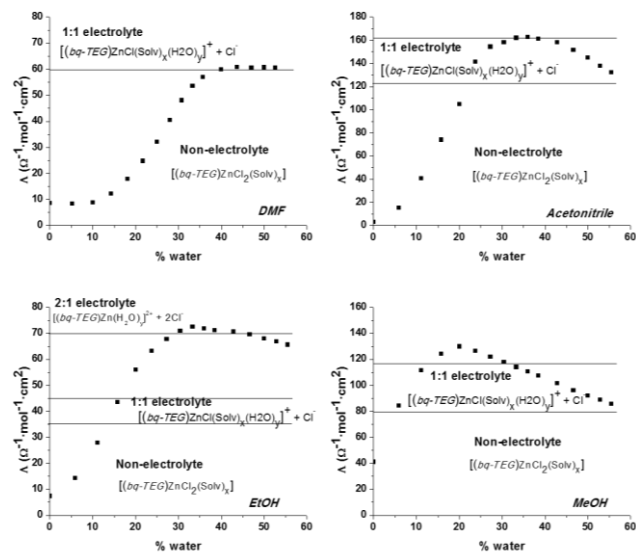 1:1 electrolyte
[(bq-TEG)ZnCl(Solv)x(H2O)y]+ + Cl-
Non-electrolyte
[(bq-TEG)ZnCl2(Solv)x]
DMF
Λ (Ω-1·mol-1·cm2)
80
70
60
50
40
30
20
10
0
0 10 20 30 40 50 60
% water
1:1 electrolyte
[(bq-TEG)ZnCl(Solv)x(H2O)y]+ + Cl-
Non-electrolyte
[(bq-TEG)ZnCl2(Solv)x]
Acetonitrile
Λ (Ω-1·mol-1·cm2)
180
160
140
120
100
80
60
40
20
0
0 10 20 30 40 50 60
% water
2:1 electrolyte
[(bq-TEG)Zn(H2O)y]2+ + 2Cl-
1:1 electrolyte
[(bq-TEG)ZnCl(Solv)x(H2O)y]+ + Cl-
Non-electrolyte
[(bq-TEG)ZnCl2(Solv)x]
EtOH
Λ (Ω-1·mol-1·cm2)
80
70
60
50
40
30
20
10
0
0 10 20 30 40 50 60
% water
1:1 electrolyte
[(bq-TEG)ZnCl(Solv)x(H2O)y]+ + Cl-
Non-electrolyte
[(bq-TEG)ZnCl2(Solv)x]
MeOH
Λ (Ω-1·mol-1·cm2)
160
140
120
100
80
60
40
20
0
0 10 20 30 40 50 60
% water